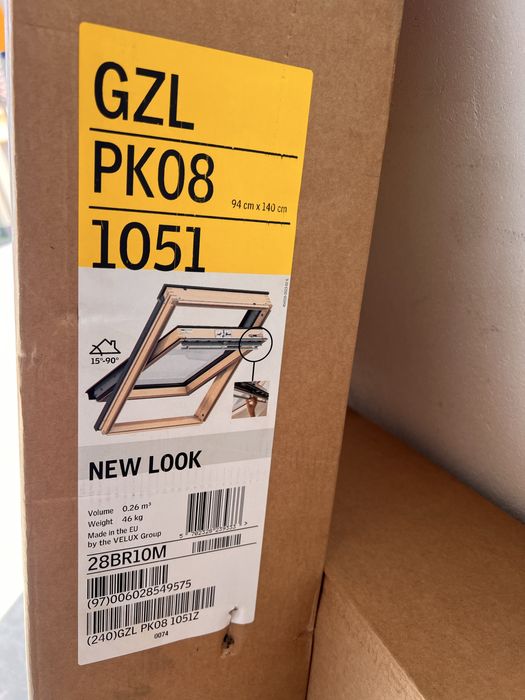 GZL
PK08
94 cm x 140 cm
1051
15°-90°
NEW LOOK
Volume 0.26 m³
Weight 46 kg
Made in the EU
by the VELUX Group
28BR10M
(97)006028549575
(240)GZL PK08 1051Z
0074